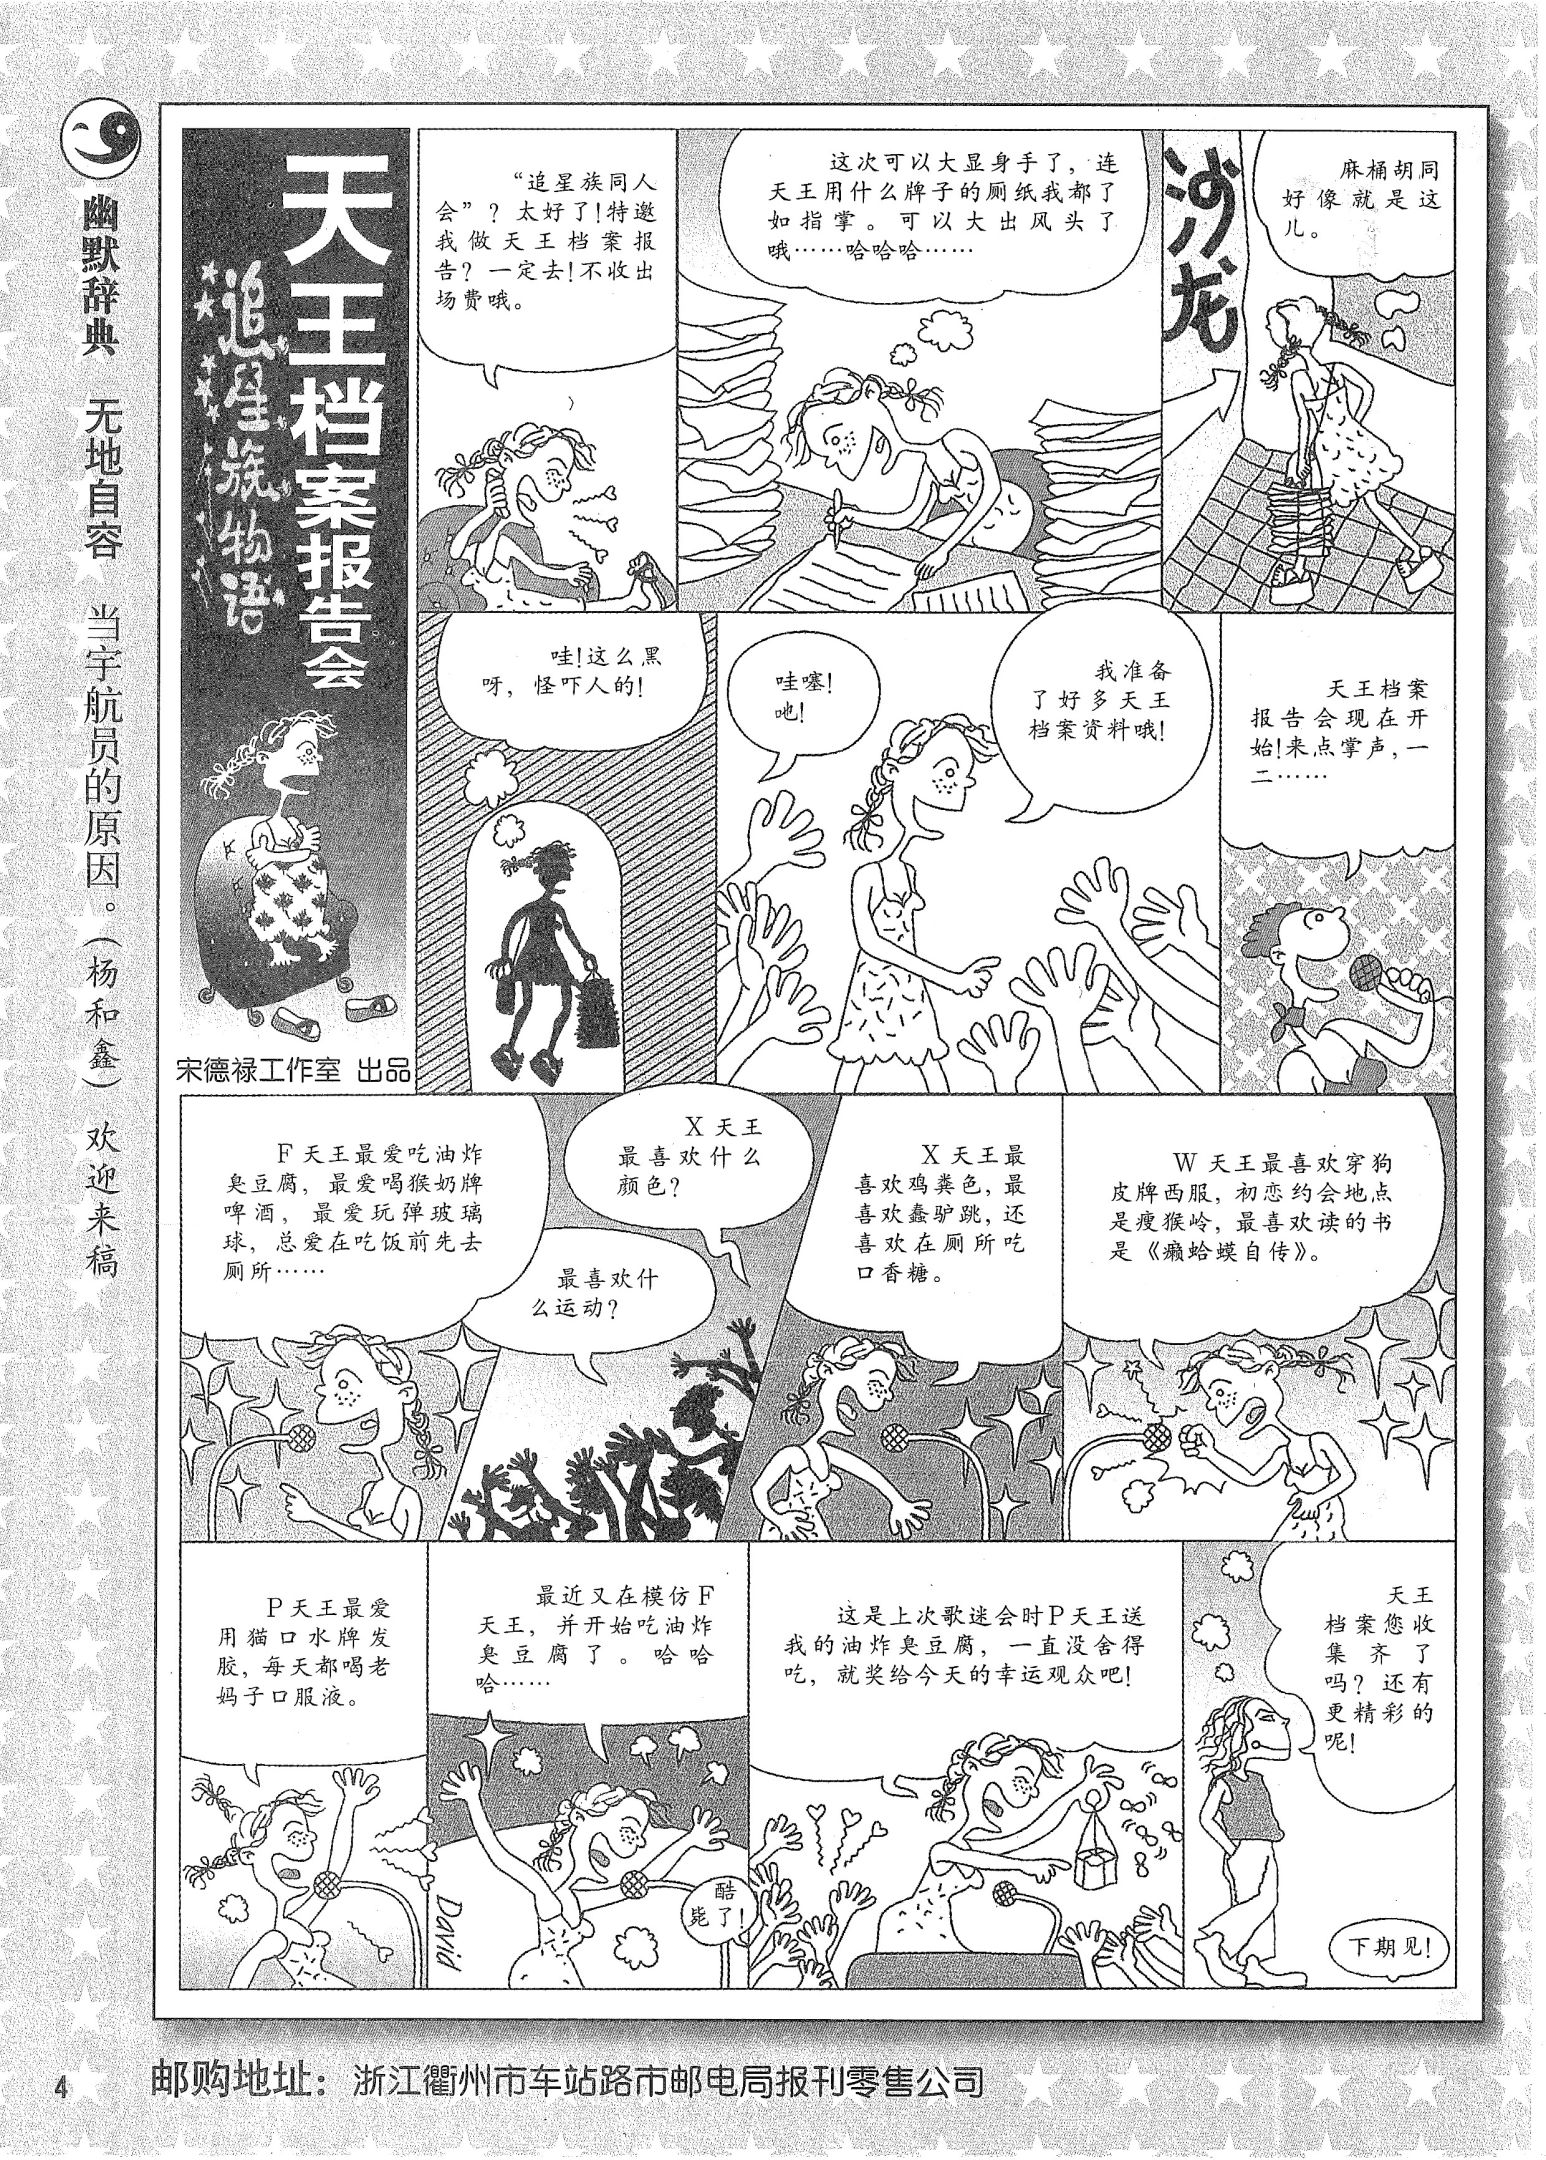 幽默辞典 无地自容 当宇航员的原因。(杨和鑫) 欢迎来稿
天王档案报告会
追星族物语
宋德禄工作室 出品
“追星族同人
会”？太好了!特邀
我做天王档案报
告？一定去!不收出
场费哦。
这次可以大显身手了，连
天王用什么牌子的厕纸我都了
如指掌。可以大出风头了
哦……哈哈哈……
沙龙
麻桶胡同
好像就是这
儿。
哇!这么黑
呀，怪吓人的!
哇噻!
吔!
我准备
了好多天王
档案资料哦!
天王档案
报告会现在开
始!来点掌声,一
二……
F天王最爱吃油炸
臭豆腐，最爱喝猴奶牌
啤酒，最爱玩弹玻璃
球，总爱在吃饭前先去
厕所……
X天王
最喜欢什么
颜色?
最喜欢什
么运动?
X天王最
喜欢鸡粪色,最
喜欢蠢驴跳,还
喜欢在厕所吃
口香糖。
W天王最喜欢穿狗
皮牌西服，初恋约会地点
是瘦猴岭，最喜欢读的书
是《癞蛤蟆自传》。
P天王最爱
用猫口水牌发
胶,每天都喝老
妈子口服液。
最近又在模仿F
天王，并开始吃油炸
臭豆腐了。哈哈
哈……
David
酷
毙了!
这是上次歌迷会时P天王送
我的油炸臭豆腐，一直没舍得
吃，就奖给今天的幸运观众吧!
天王
档案您收
集齐了
吗？还有
更精彩的
呢!
下期见!
4
邮购地址：浙江衢州市车站路市邮电局报刊零售公司